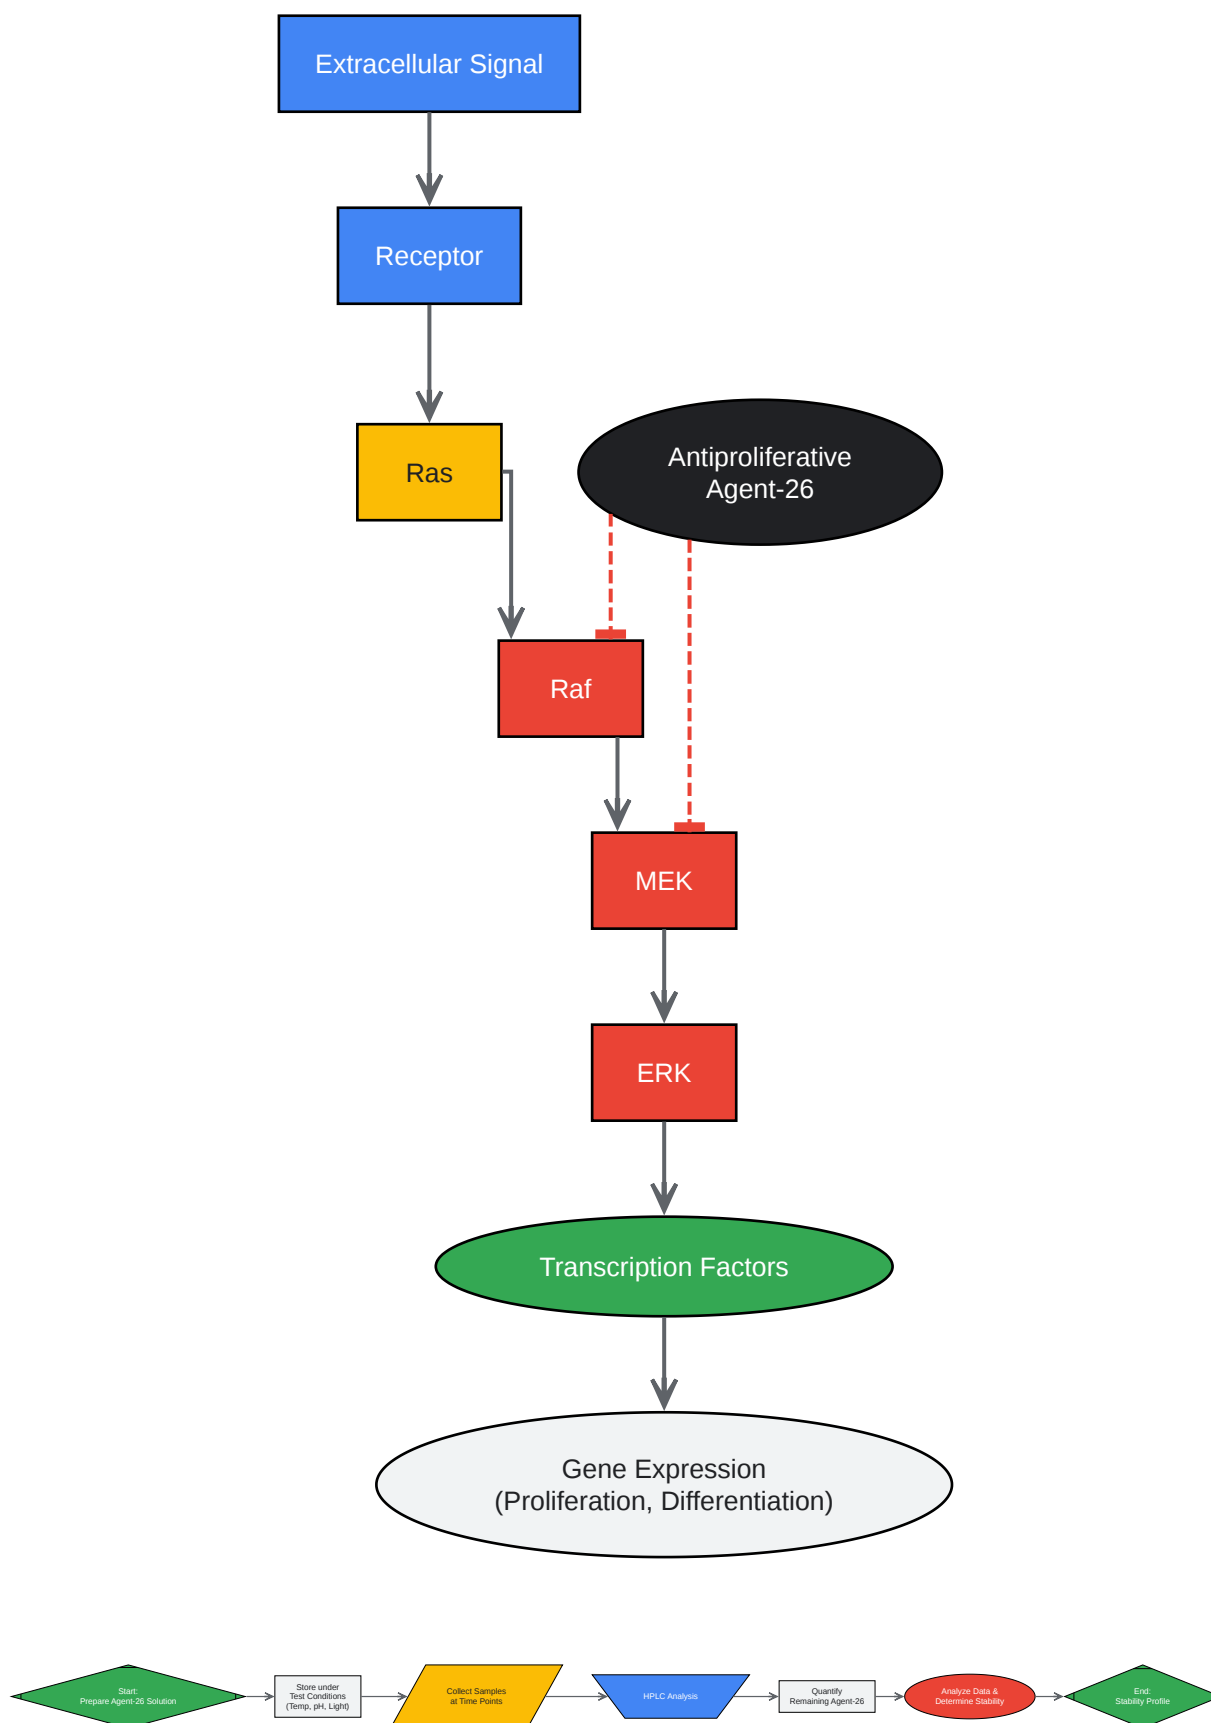 Extracellular Signal
Receptor
Ras
Antiproliferative
Agent-26
Raf
MEK
ERK
Transcription Factors
Gene Expression
(Proliferation, Differentiation)
Start:
Prepare Agent-26 Solution
Store under
Test Conditions
(Temp, pH, Light)
Collect Samples
at Time Points
HPLC Analysis
Quantify
Remaining Agent-26
Analyze Data &
Determine Stability
End:
Stability Profile